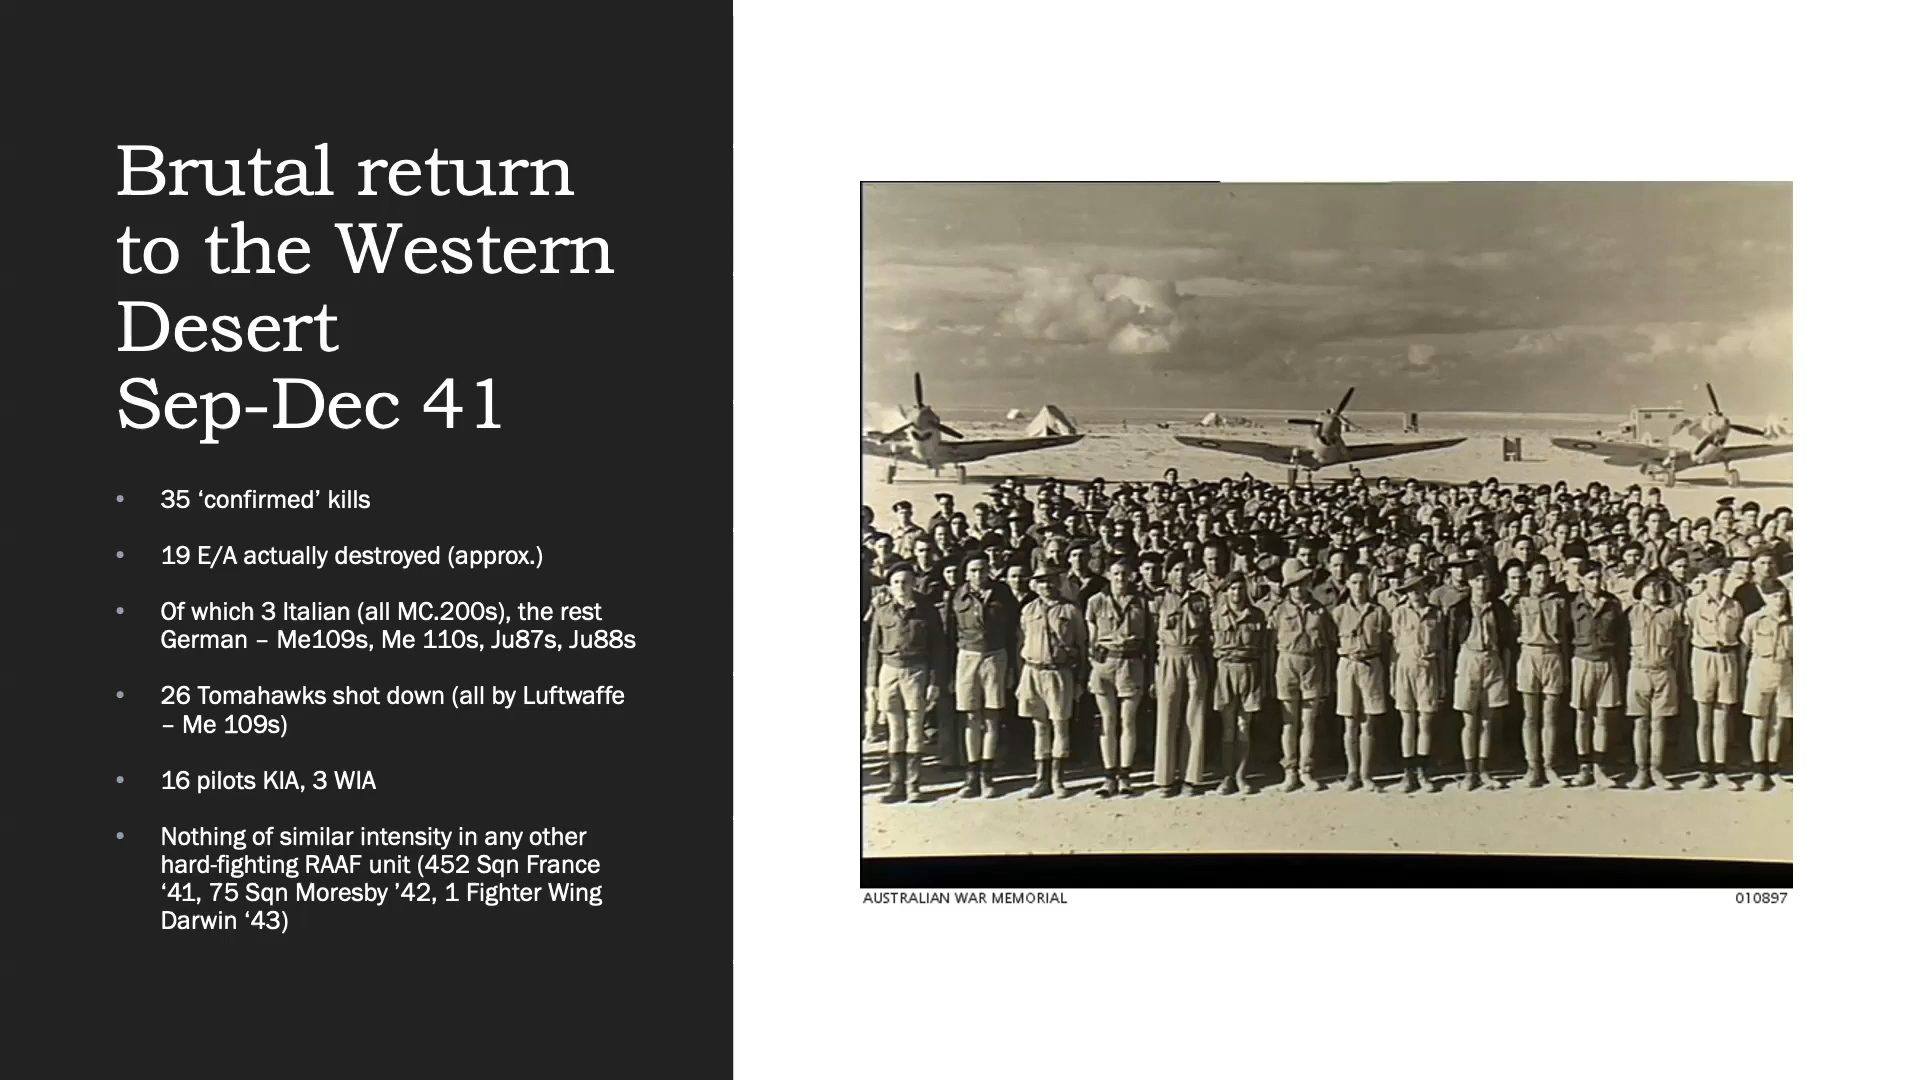 Brutal return
to the Western
Desert
Sep-Dec 41
• 35 ‘confirmed’ kills
• 19 E/A actually destroyed (approx.)
• Of which 3 Italian (all MC.200s), the rest
German – Me109s, Me 110s, Ju87s, Ju88s
• 26 Tomahawks shot down (all by Luftwaffe
– Me 109s)
• 16 pilots KIA, 3 WIA
• Nothing of similar intensity in any other
hard-fighting RAAF unit (452 Sqn France
‘41, 75 Sqn Moresby ’42, 1 Fighter Wing
Darwin ‘43)
AUSTRALIAN WAR MEMORIAL
010897